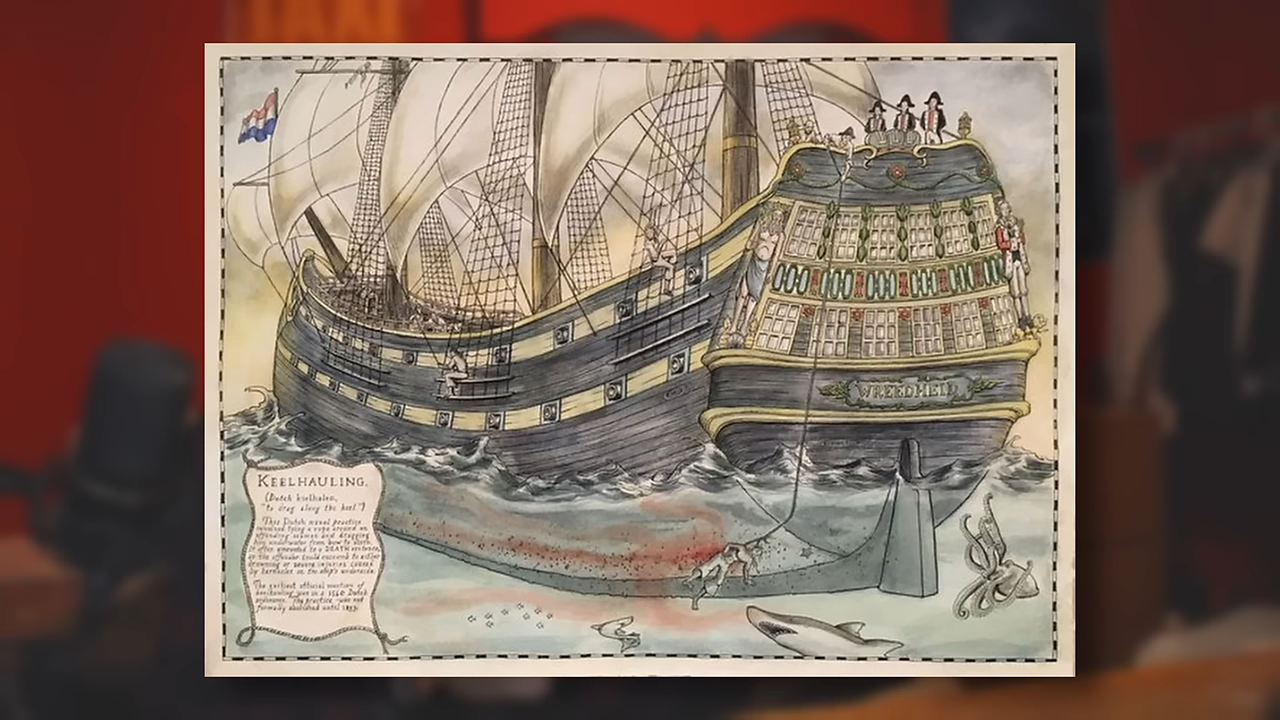 WREEDHEID
KEELHAULING.
(Dutch kielhalen,
"to drag along the keel")
This Dutch naval practice
involved tying a rope around an
offending seaman and dragging
him underwater from bow to stern.
It often amounted to a DEATH sentence,
as the offender could succumb to either
drowning or severe injuries caused
by barnacles on the ship's underside.
The earliest official mention of
keelhauling was in a 1560 Dutch
ordinance. The practice was not
formally abolished until 1853.